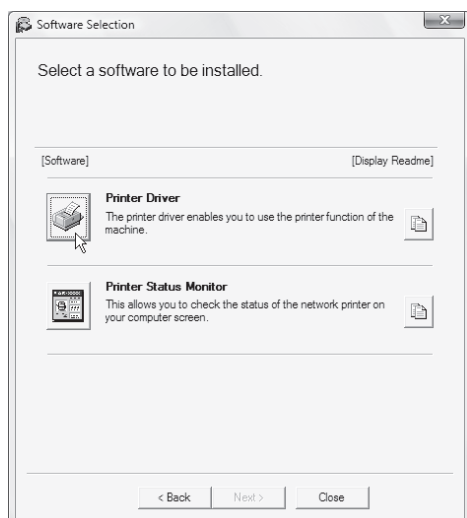 Software Selection
Select a software to be installed.
[Software] [Display Readme]
Printer Driver
The printer driver enables you to use the printer function of the
machine.
Printer Status Monitor
This allows you to check the status of the network printer on
your computer screen.
< Back Next > Close